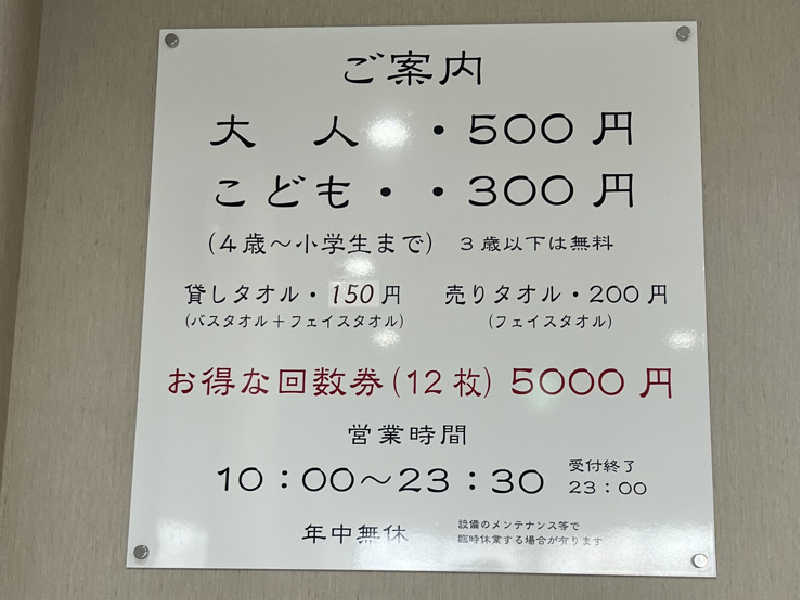 ご案内
大人・500円
こども・・300円
(4歳～小学生まで) 3歳以下は無料
貸しタオル・150円 売りタオル・200円
(バスタオル+フェイスタオル) (フェイスタオル)
お得な回数券(12枚) 5000円
営業時間
10:00～23:30 受付終了 23:00
年中無休 設備のメンテナンス等で
臨時休業する場合が有ります